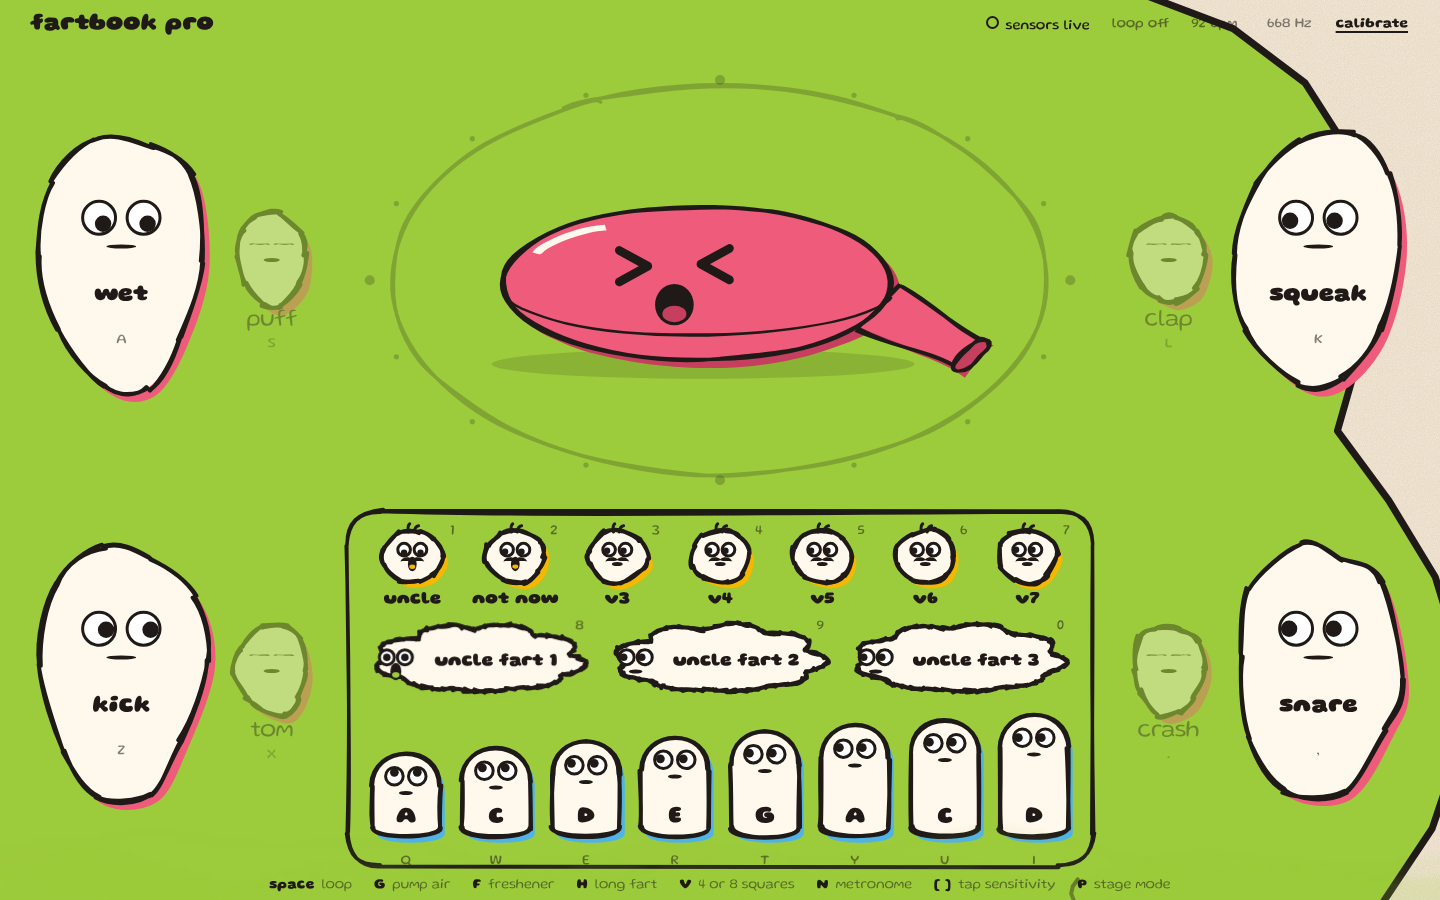 fartbook pro
sensors live loop off 668 Hz calibrate
wet
A
puff
S
clap
L
squeak
K
1 2 3 4 5 6 7
uncle not now v3 v4 v5 v6 v7
8 9 0
uncle fart 1 uncle fart 2 uncle fart 3
kick
Z
tom
X
crash
.
snare
,
A C D E G A C D
Q W E R T Y U I
space loop G pump air F freshener H long fart V 4 or 8 squares N metronome [ ] tap sensitivity P stage mode